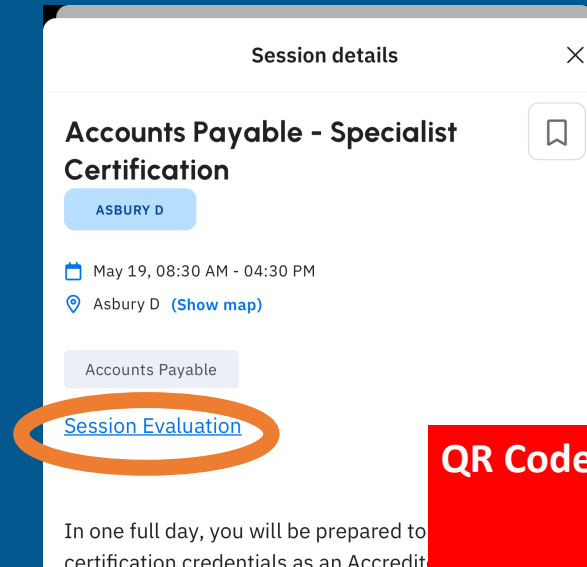 Session details
Accounts Payable - Specialist
Certification
ASBURY D
May 19, 08:30 AM - 04:30 PM
Asbury D (Show map)
Accounts Payable
Session Evaluation
QR Code
In one full day, you will be prepared to
certification credentials as an